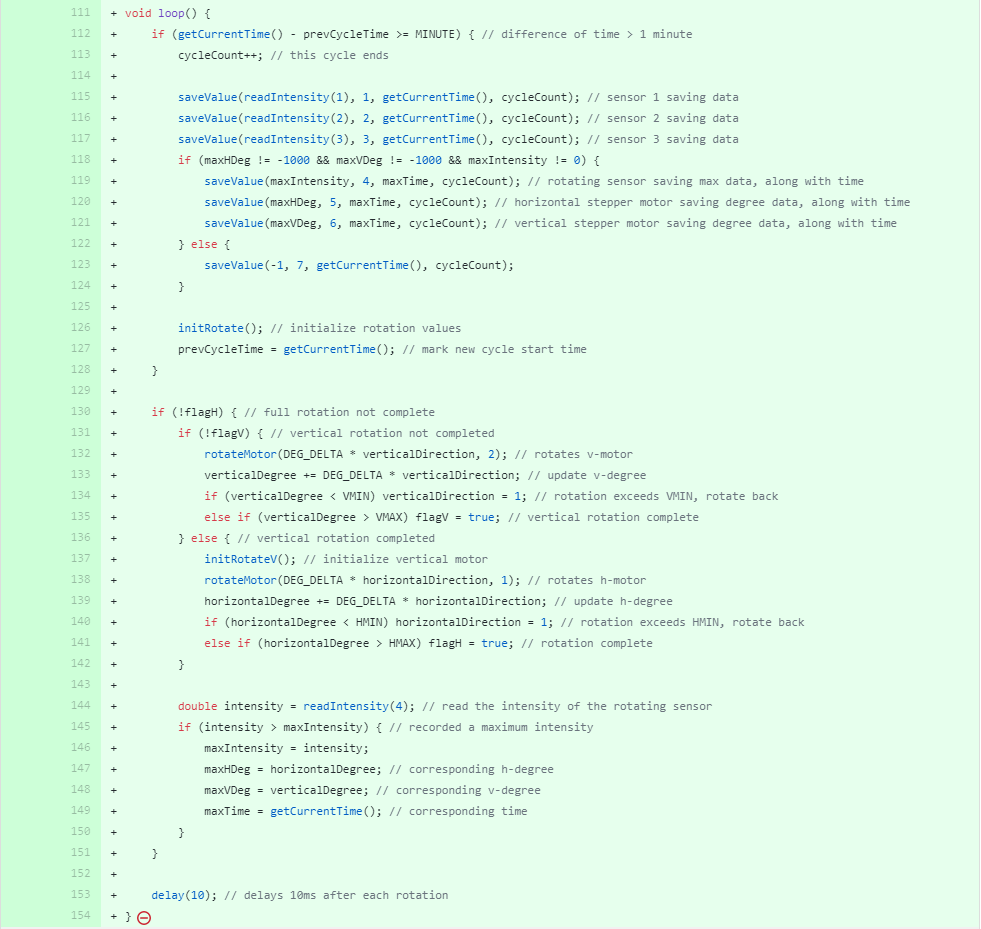 111 + void loop() {
112 +     if (getCurrentTime() - prevCycleTime >= MINUTE) { // difference of time > 1 minute
113 +         cycleCount++; // this cycle ends
114 +
115 +         saveValue(readIntensity(1), 1, getCurrentTime(), cycleCount); // sensor 1 saving data
116 +         saveValue(readIntensity(2), 2, getCurrentTime(), cycleCount); // sensor 2 saving data
117 +         saveValue(readIntensity(3), 3, getCurrentTime(), cycleCount); // sensor 3 saving data
118 +         if (maxHDeg != -1000 && maxVDeg != -1000 && maxIntensity != 0) {
119 +             saveValue(maxIntensity, 4, maxTime, cycleCount); // rotating sensor saving max data, along with time
120 +             saveValue(maxHDeg, 5, maxTime, cycleCount); // horizontal stepper motor saving degree data, along with time
121 +             saveValue(maxVDeg, 6, maxTime, cycleCount); // vertical stepper motor saving degree data, along with time
122 +         } else {
123 +             saveValue(-1, 7, getCurrentTime(), cycleCount);
124 +         }
125 +
126 +         initRotate(); // initialize rotation values
127 +         prevCycleTime = getCurrentTime(); // mark new cycle start time
128 +     }
129 +
130 +     if (!flagH) { // full rotation not complete
131 +         if (!flagV) { // vertical rotation not completed
132 +             rotateMotor(DEG_DELTA * verticalDirection, 2); // rotates v-motor
133 +             verticalDegree += DEG_DELTA * verticalDirection; // update v-degree
134 +             if (verticalDegree < VMIN) verticalDirection = 1; // rotation exceeds VMIN, rotate back
135 +             else if (verticalDegree > VMAX) flagV = true; // vertical rotation complete
136 +         } else { // vertical rotation completed
137 +             initRotateV(); // initialize vertical motor
138 +             rotateMotor(DEG_DELTA * horizontalDirection, 1); // rotates h-motor
139 +             horizontalDegree += DEG_DELTA * horizontalDirection; // update h-degree
140 +             if (horizontalDegree < HMIN) horizontalDirection = 1; // rotation exceeds HMIN, rotate back
141 +             else if (horizontalDegree > HMAX) flagH = true; // rotation complete
142 +         }
143 +
144 +         double intensity = readIntensity(4); // read the intensity of the rotating sensor
145 +         if (intensity > maxIntensity) { // recorded a maximum intensity
146 +             maxIntensity = intensity;
147 +             maxHDeg = horizontalDegree; // corresponding h-degree
148 +             maxVDeg = verticalDegree; // corresponding v-degree
149 +             maxTime = getCurrentTime(); // corresponding time
150 +         }
151 +     }
152 +
153 +     delay(10); // delays 10ms after each rotation
154 + }